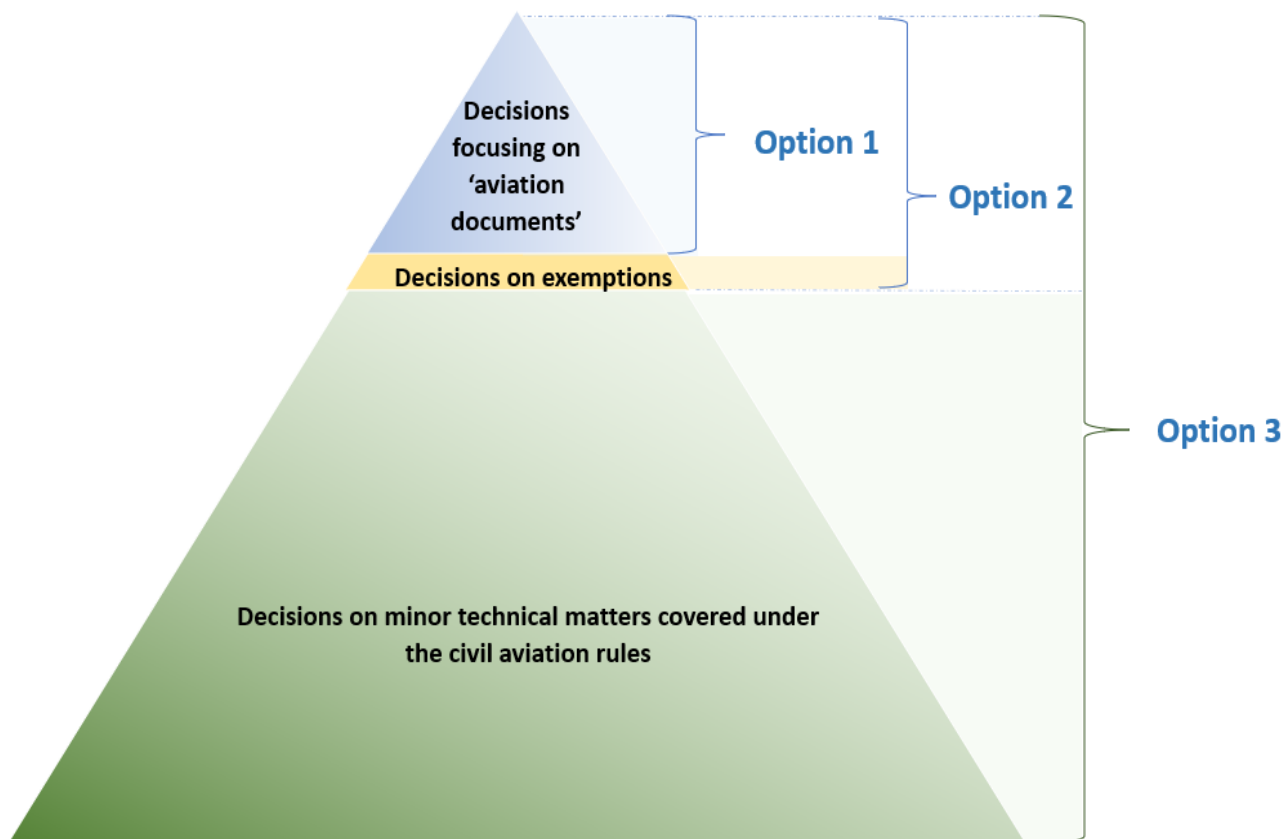 Decisions
focusing on
‘aviation
documents’
Option 1
Option 2
Decisions on exemptions
Option 3
Decisions on minor technical matters covered under
the civil aviation rules